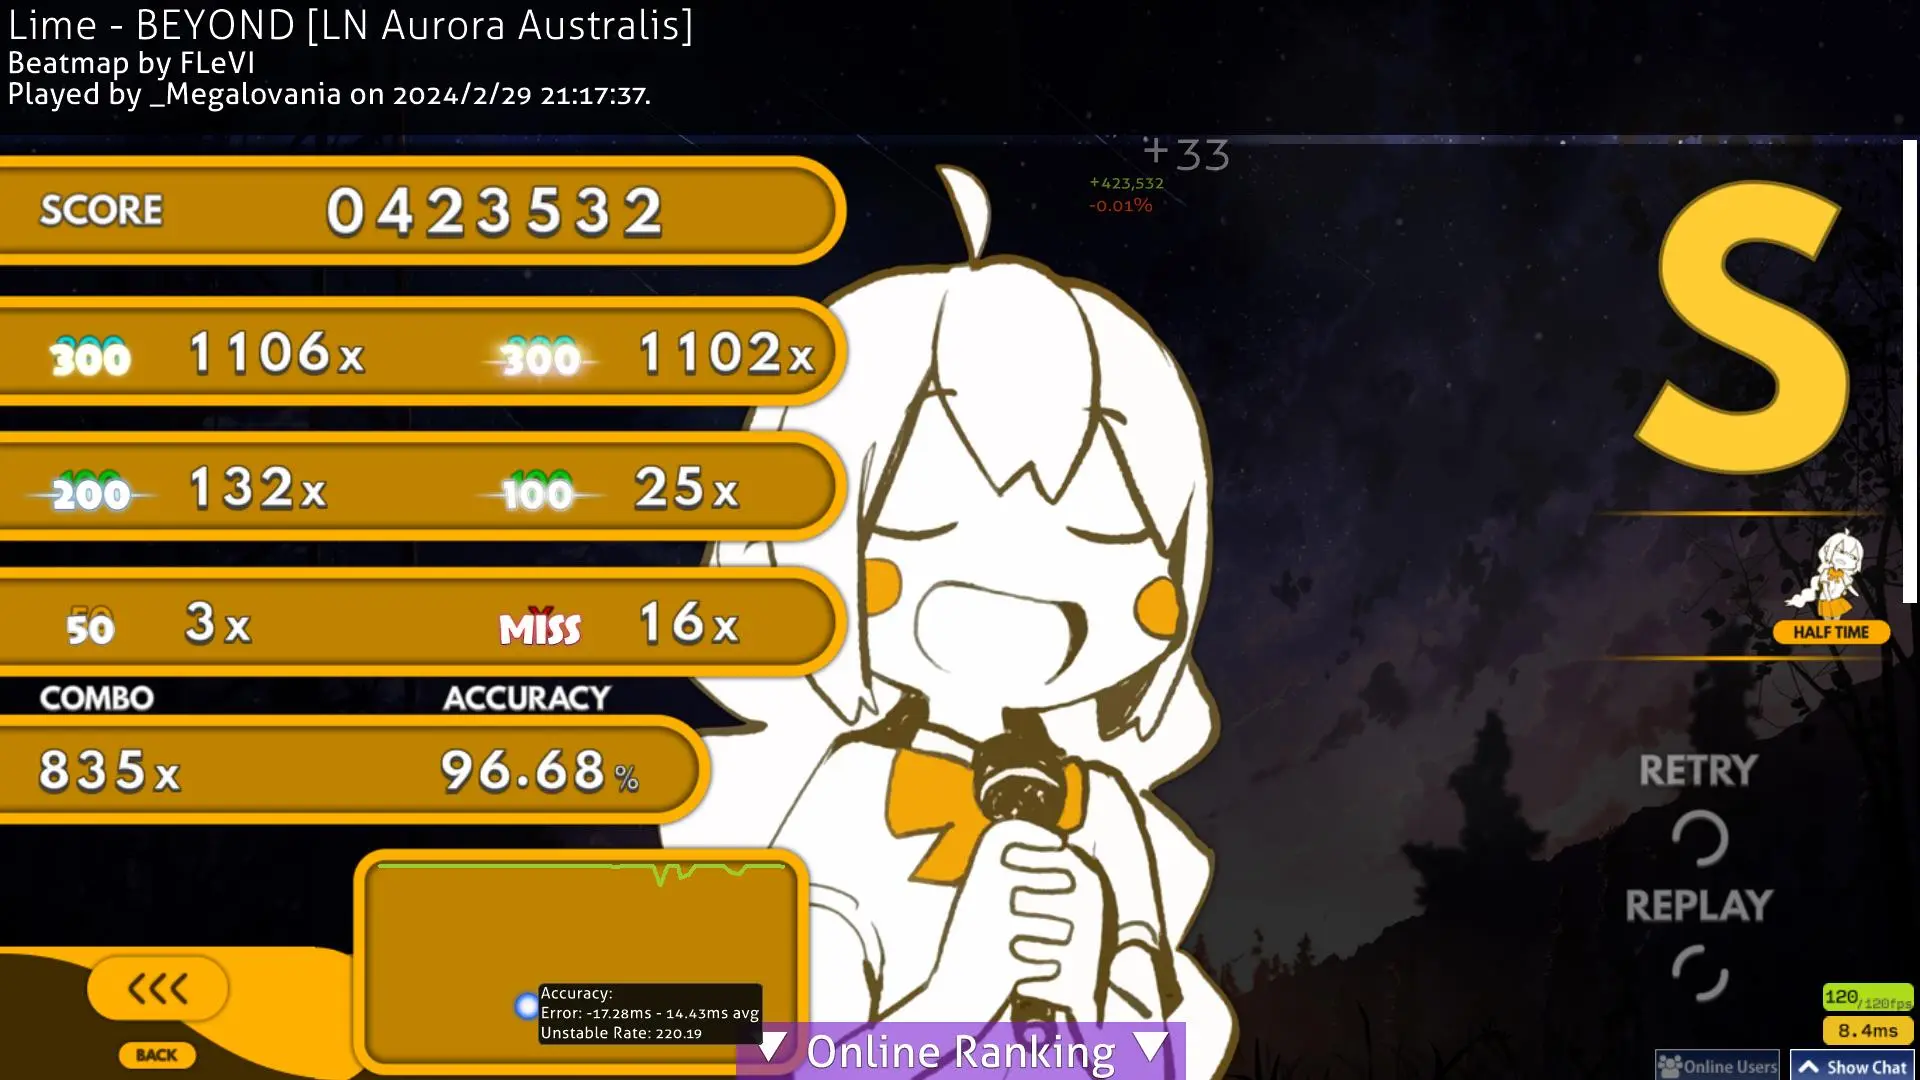 Lime - BEYOND [LN Aurora Australis]
Beatmap by FLeVI
Played by _Megalovania on 2024/2/29 21:17:37.
+33
+423,532
-0.01%
SCORE 0423532
300 1106x 300 1102x
200 132x 100 25x
50 3x MISS 16x
COMBO ACCURACY
835x 96.68%
HALF TIME
RETRY
REPLAY
Accuracy:
Error: -17.28ms - 14.43ms avg
Unstable Rate: 220.19
<<<
BACK
▼ Online Ranking ▼
120/120fps
8.4ms
Online Users
Show Chat